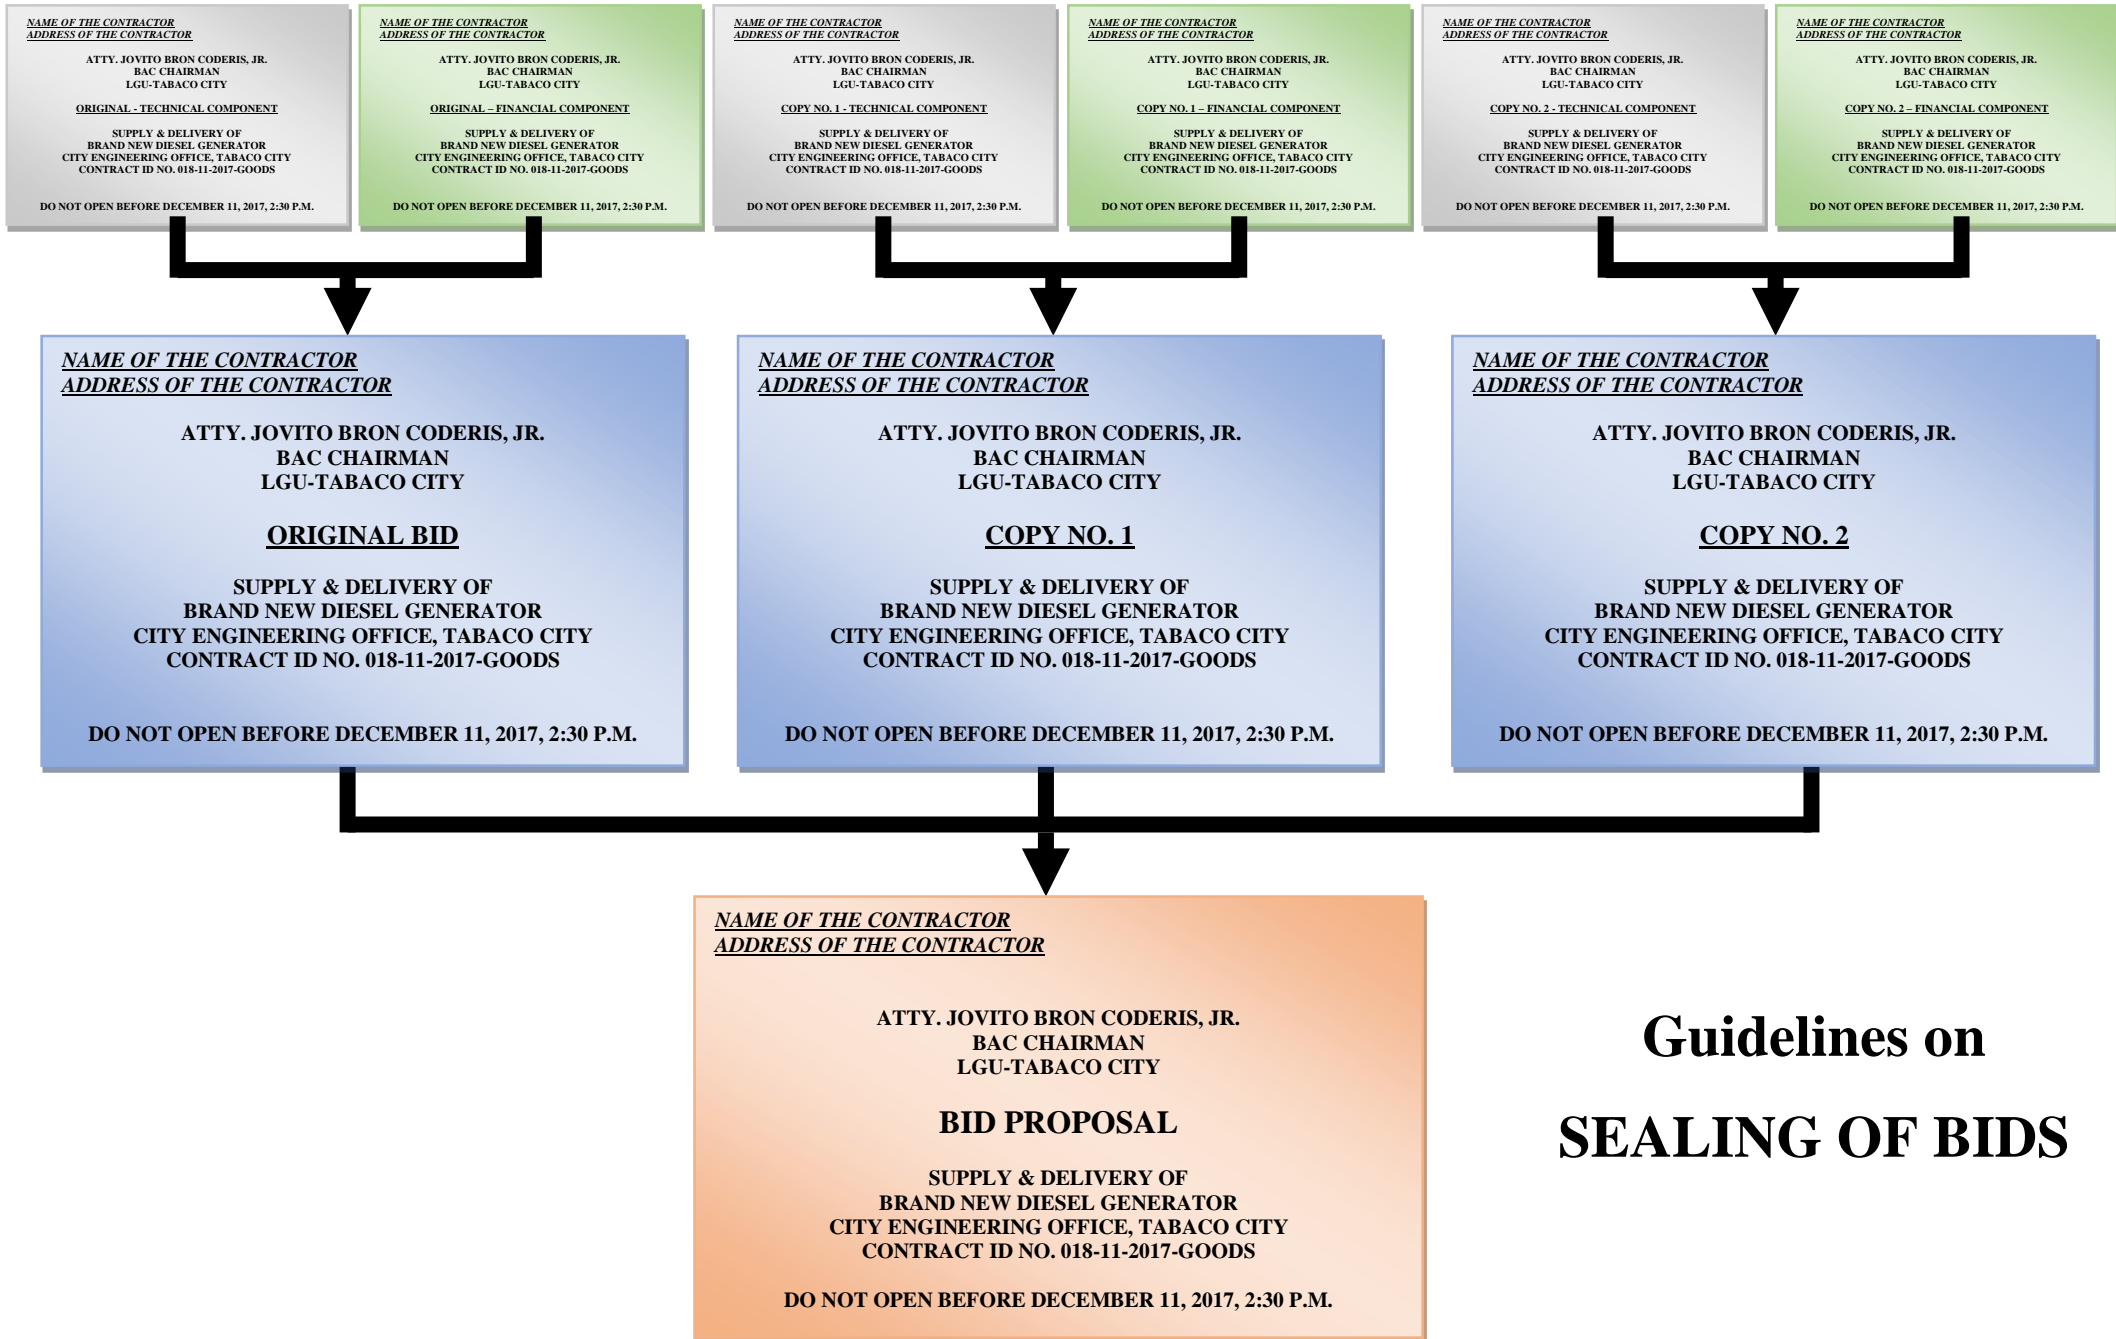 NAME OF THE CONTRACTOR
ADDRESS OF THE CONTRACTOR
ATTY. JOVITO BRON CODERIS, JR.
BAC CHAIRMAN
LGU-TABACO CITY
ORIGINAL - TECHNICAL COMPONENT
SUPPLY & DELIVERY OF
BRAND NEW DIESEL GENERATOR
CITY ENGINEERING OFFICE, TABACO CITY
CONTRACT ID NO. 018-11-2017-GOODS
DO NOT OPEN BEFORE DECEMBER 11, 2017, 2:30 P.M.
NAME OF THE CONTRACTOR
ADDRESS OF THE CONTRACTOR
ATTY. JOVITO BRON CODERIS, JR.
BAC CHAIRMAN
LGU-TABACO CITY
ORIGINAL – FINANCIAL COMPONENT
SUPPLY & DELIVERY OF
BRAND NEW DIESEL GENERATOR
CITY ENGINEERING OFFICE, TABACO CITY
CONTRACT ID NO. 018-11-2017-GOODS
DO NOT OPEN BEFORE DECEMBER 11, 2017, 2:30 P.M.
NAME OF THE CONTRACTOR
ADDRESS OF THE CONTRACTOR
ATTY. JOVITO BRON CODERIS, JR.
BAC CHAIRMAN
LGU-TABACO CITY
COPY NO. 1 - TECHNICAL COMPONENT
SUPPLY & DELIVERY OF
BRAND NEW DIESEL GENERATOR
CITY ENGINEERING OFFICE, TABACO CITY
CONTRACT ID NO. 018-11-2017-GOODS
DO NOT OPEN BEFORE DECEMBER 11, 2017, 2:30 P.M.
NAME OF THE CONTRACTOR
ADDRESS OF THE CONTRACTOR
ATTY. JOVITO BRON CODERIS, JR.
BAC CHAIRMAN
LGU-TABACO CITY
COPY NO. 1 – FINANCIAL COMPONENT
SUPPLY & DELIVERY OF
BRAND NEW DIESEL GENERATOR
CITY ENGINEERING OFFICE, TABACO CITY
CONTRACT ID NO. 018-11-2017-GOODS
DO NOT OPEN BEFORE DECEMBER 11, 2017, 2:30 P.M.
NAME OF THE CONTRACTOR
ADDRESS OF THE CONTRACTOR
ATTY. JOVITO BRON CODERIS, JR.
BAC CHAIRMAN
LGU-TABACO CITY
COPY NO. 2 - TECHNICAL COMPONENT
SUPPLY & DELIVERY OF
BRAND NEW DIESEL GENERATOR
CITY ENGINEERING OFFICE, TABACO CITY
CONTRACT ID NO. 018-11-2017-GOODS
DO NOT OPEN BEFORE DECEMBER 11, 2017, 2:30 P.M.
NAME OF THE CONTRACTOR
ADDRESS OF THE CONTRACTOR
ATTY. JOVITO BRON CODERIS, JR.
BAC CHAIRMAN
LGU-TABACO CITY
COPY NO. 2 – FINANCIAL COMPONENT
SUPPLY & DELIVERY OF
BRAND NEW DIESEL GENERATOR
CITY ENGINEERING OFFICE, TABACO CITY
CONTRACT ID NO. 018-11-2017-GOODS
DO NOT OPEN BEFORE DECEMBER 11, 2017, 2:30 P.M.
NAME OF THE CONTRACTOR
ADDRESS OF THE CONTRACTOR
ATTY. JOVITO BRON CODERIS, JR.
BAC CHAIRMAN
LGU-TABACO CITY
ORIGINAL BID
SUPPLY & DELIVERY OF
BRAND NEW DIESEL GENERATOR
CITY ENGINEERING OFFICE, TABACO CITY
CONTRACT ID NO. 018-11-2017-GOODS
DO NOT OPEN BEFORE DECEMBER 11, 2017, 2:30 P.M.
NAME OF THE CONTRACTOR
ADDRESS OF THE CONTRACTOR
ATTY. JOVITO BRON CODERIS, JR.
BAC CHAIRMAN
LGU-TABACO CITY
COPY NO. 1
SUPPLY & DELIVERY OF
BRAND NEW DIESEL GENERATOR
CITY ENGINEERING OFFICE, TABACO CITY
CONTRACT ID NO. 018-11-2017-GOODS
DO NOT OPEN BEFORE DECEMBER 11, 2017, 2:30 P.M.
NAME OF THE CONTRACTOR
ADDRESS OF THE CONTRACTOR
ATTY. JOVITO BRON CODERIS, JR.
BAC CHAIRMAN
LGU-TABACO CITY
COPY NO. 2
SUPPLY & DELIVERY OF
BRAND NEW DIESEL GENERATOR
CITY ENGINEERING OFFICE, TABACO CITY
CONTRACT ID NO. 018-11-2017-GOODS
DO NOT OPEN BEFORE DECEMBER 11, 2017, 2:30 P.M.
NAME OF THE CONTRACTOR
ADDRESS OF THE CONTRACTOR
ATTY. JOVITO BRON CODERIS, JR.
BAC CHAIRMAN
LGU-TABACO CITY
BID PROPOSAL
SUPPLY & DELIVERY OF
BRAND NEW DIESEL GENERATOR
CITY ENGINEERING OFFICE, TABACO CITY
CONTRACT ID NO. 018-11-2017-GOODS
DO NOT OPEN BEFORE DECEMBER 11, 2017, 2:30 P.M.
Guidelines on
SEALING OF BIDS